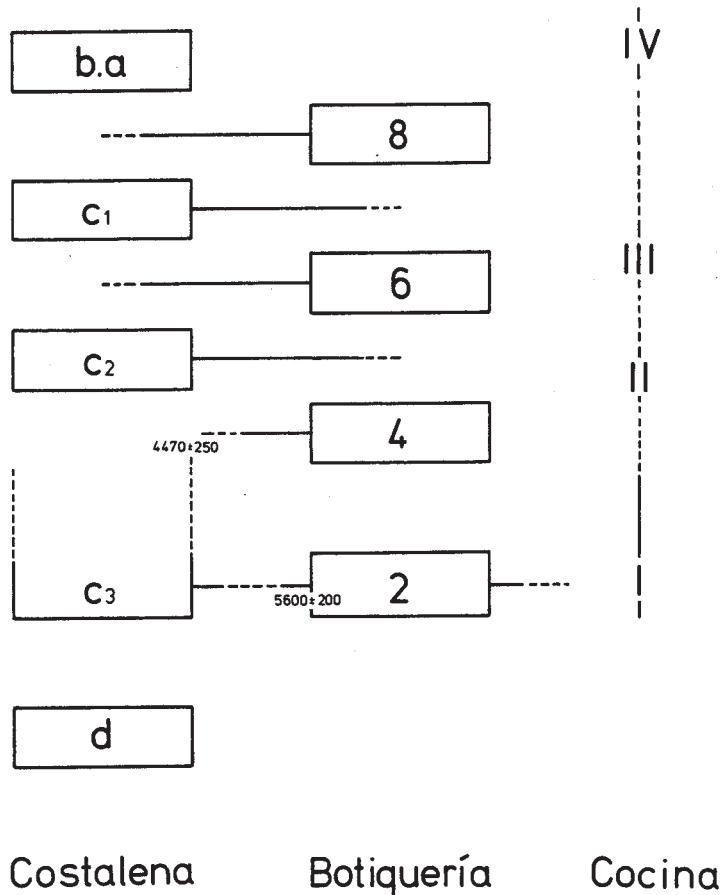 b.a IV
8
c1
III
6
c2
II
4
4470±250
c3 2 I
5600±200
d
Costalena Botiquería Cocina